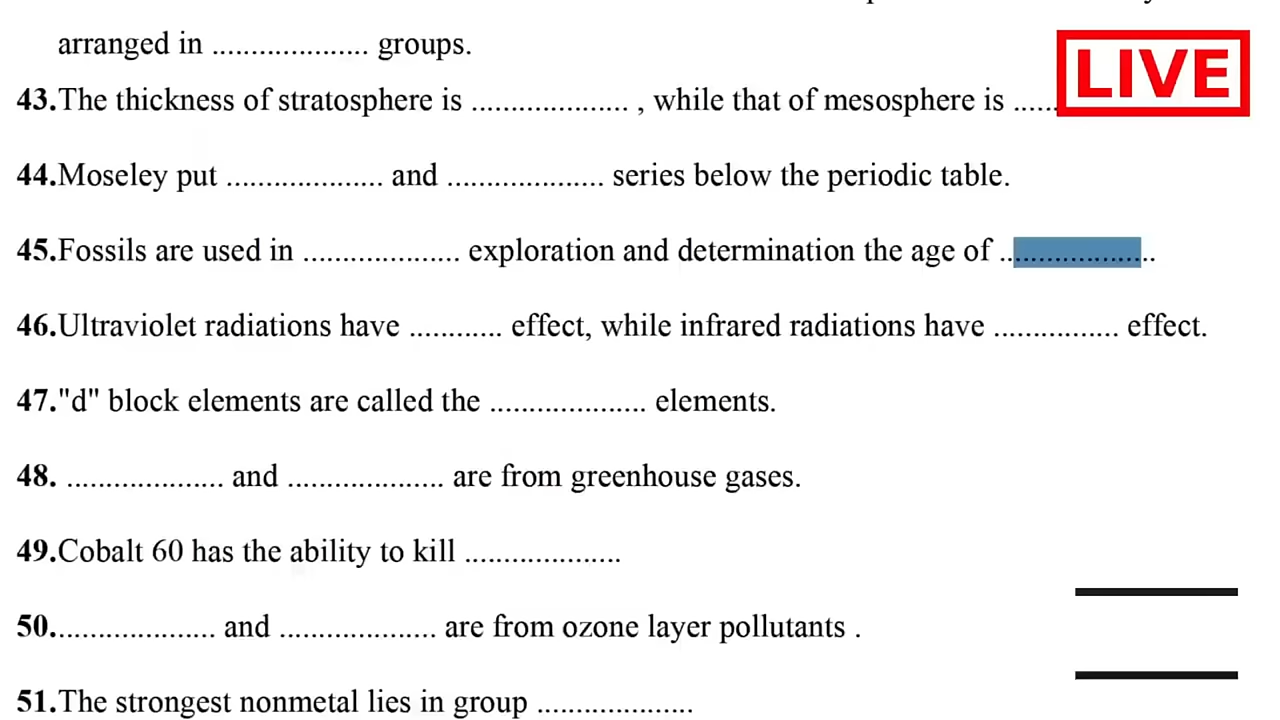 arranged in .................... groups.
LIVE
43.The thickness of stratosphere is .................... , while that of mesosphere is ......
44.Moseley put .................... and .................... series below the periodic table.
45.Fossils are used in .................... exploration and determination the age of ....................
46.Ultraviolet radiations have ............ effect, while infrared radiations have ................ effect.
47."d" block elements are called the .................... elements.
48. .................... and .................... are from greenhouse gases.
49.Cobalt 60 has the ability to kill ....................
50..................... and .................... are from ozone layer pollutants .
51.The strongest nonmetal lies in group ....................